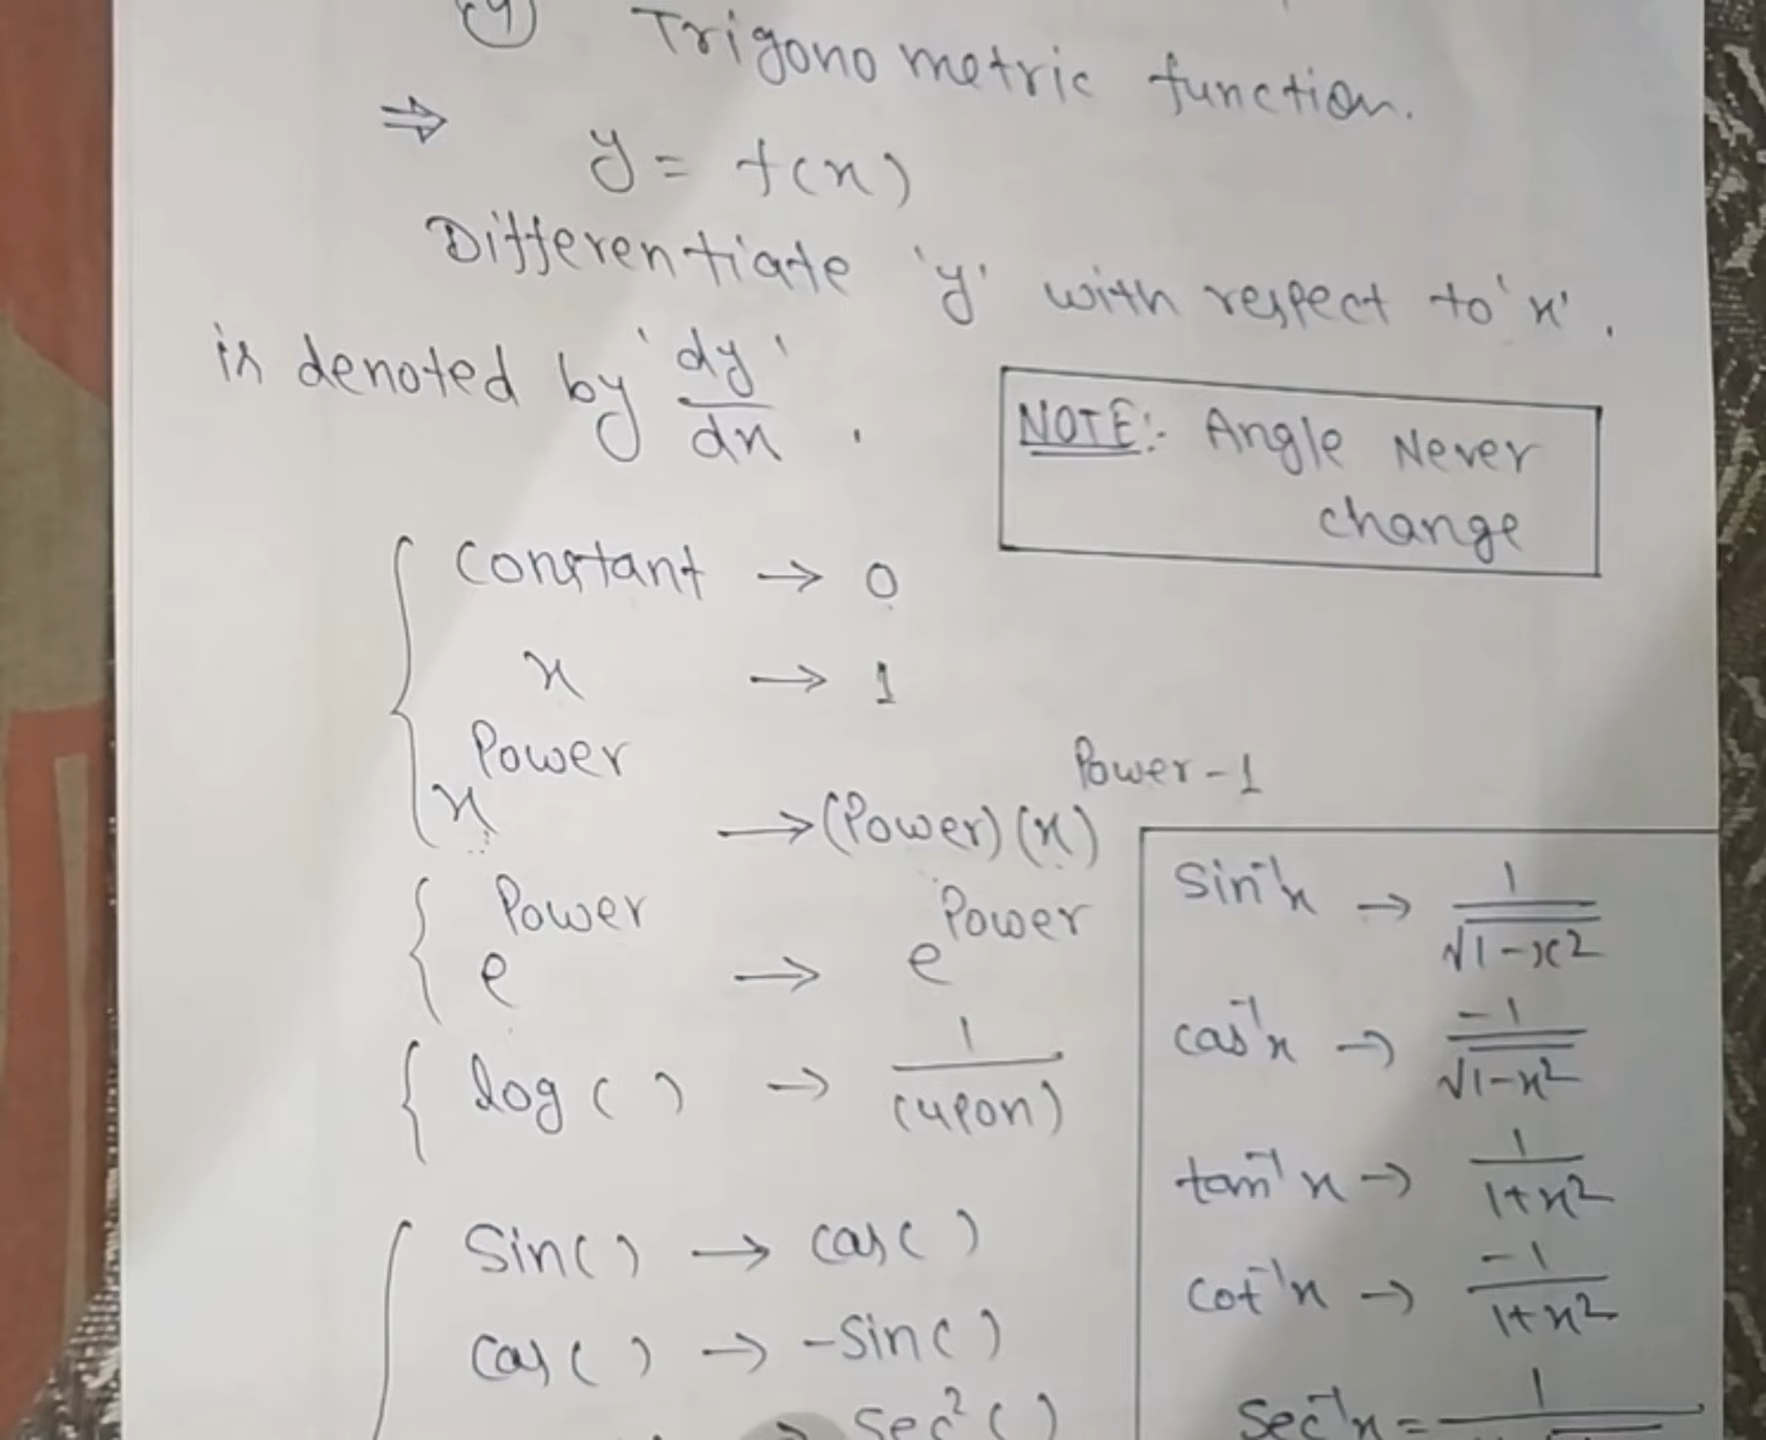 (4) Trigonometric function.
⇒ y = f(x)
Differentiate 'y' with respect to 'x'.
is denoted by 'dy/dx'.
NOTE:- Angle Never
change
constant → 0
x → 1
x^Power → (Power)(x)^Power-1
e^Power → e^Power
log( ) → 1/(upon)
Sin( ) → cos( )
cos( ) → -Sin( )
→ Sec²( )
Sin⁻¹x → 1/√1-x²
cos⁻¹x → -1/√1-x²
tan⁻¹x → 1/1+x²
cot⁻¹x → -1/1+x²
Sec⁻¹x = 1/